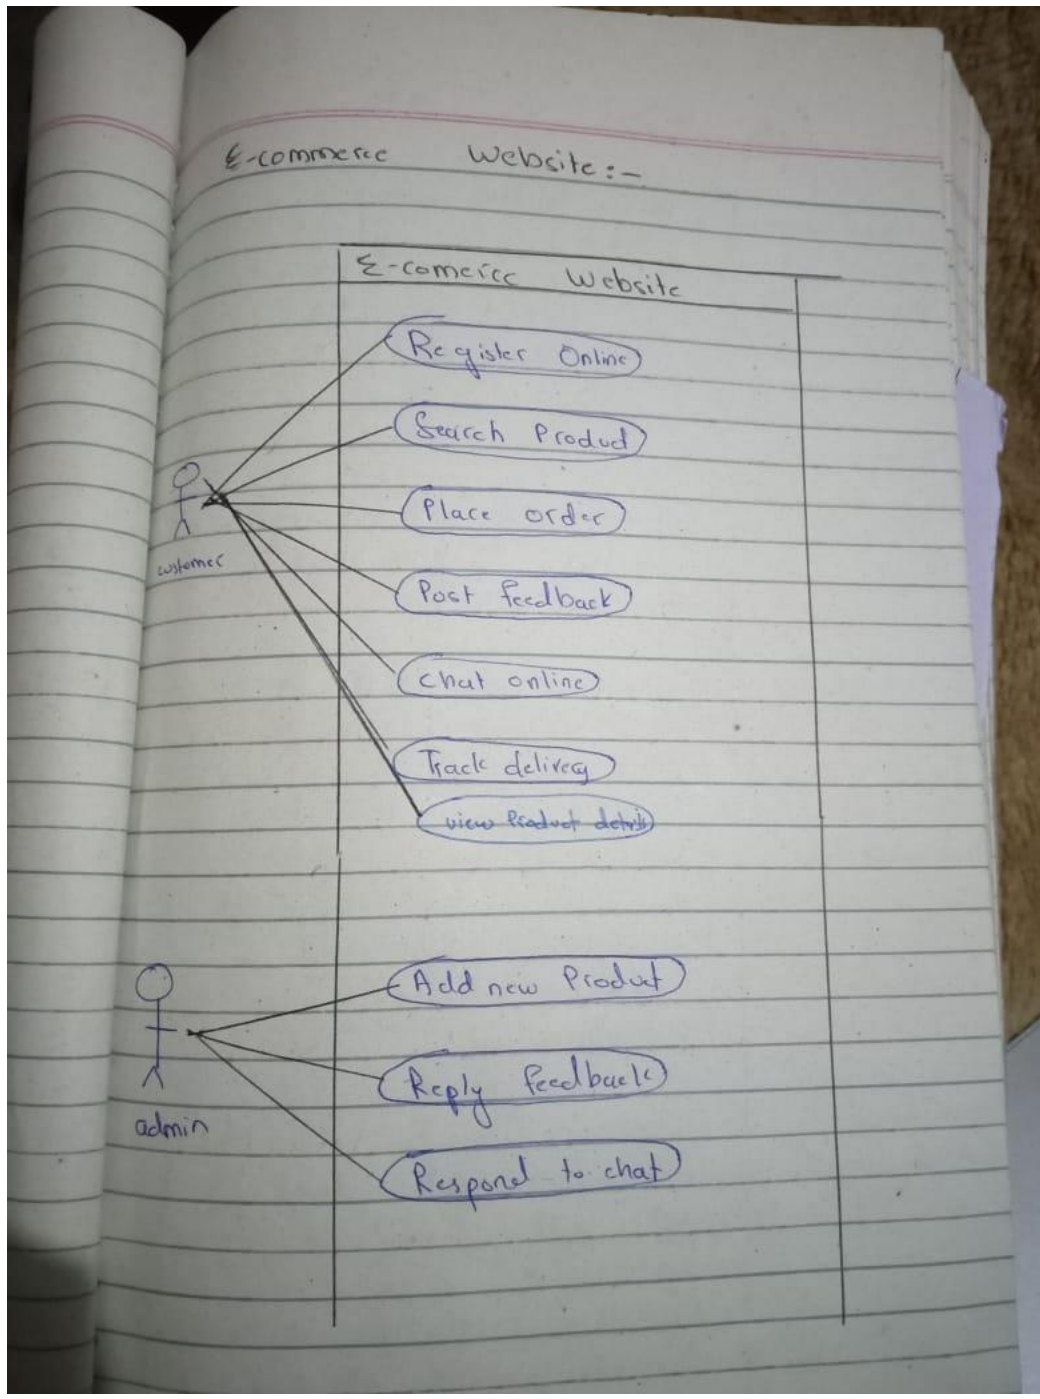 E-commerce Website:-
E-comerce Website
Register Online
Search Product
Place order
customer
Post feedback
Chat online
Track delivery
view Product details
Add new Product
Reply feedback
admin
Respond to chat